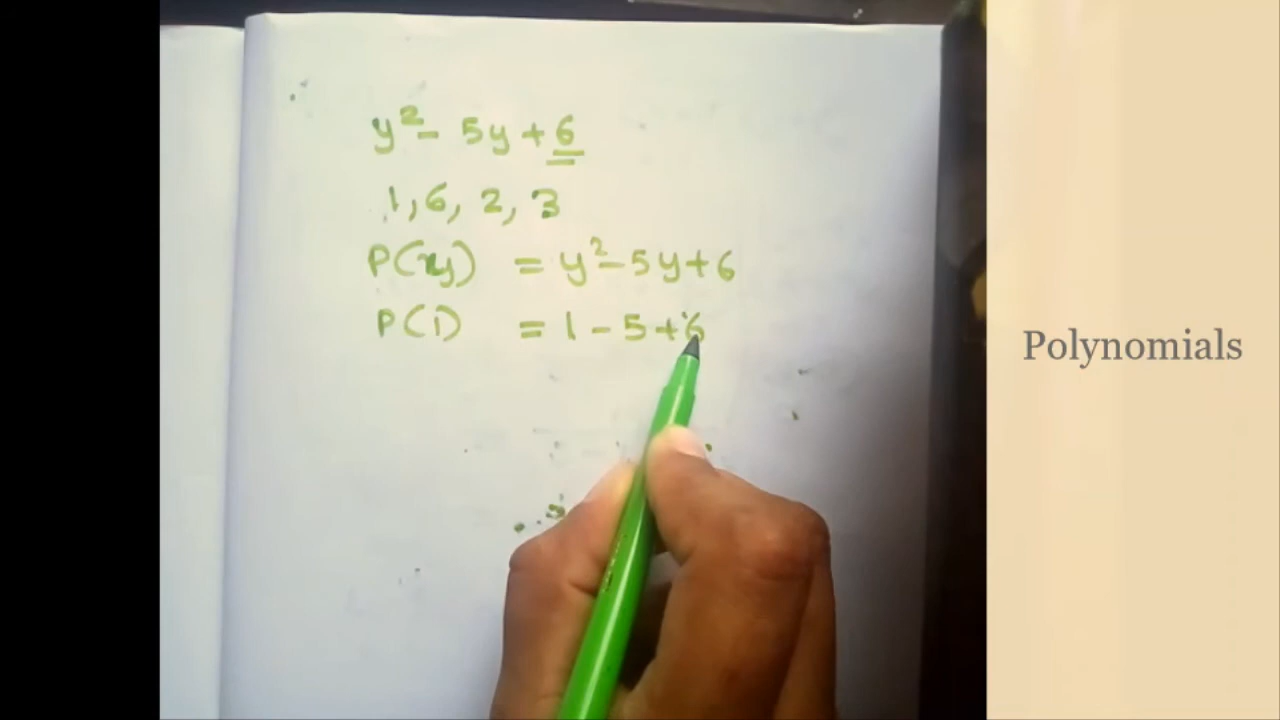 y² - 5y + 6
1, 6, 2, 3
P(y) = y² - 5y + 6
P(1) = 1 - 5 + 6
Polynomials